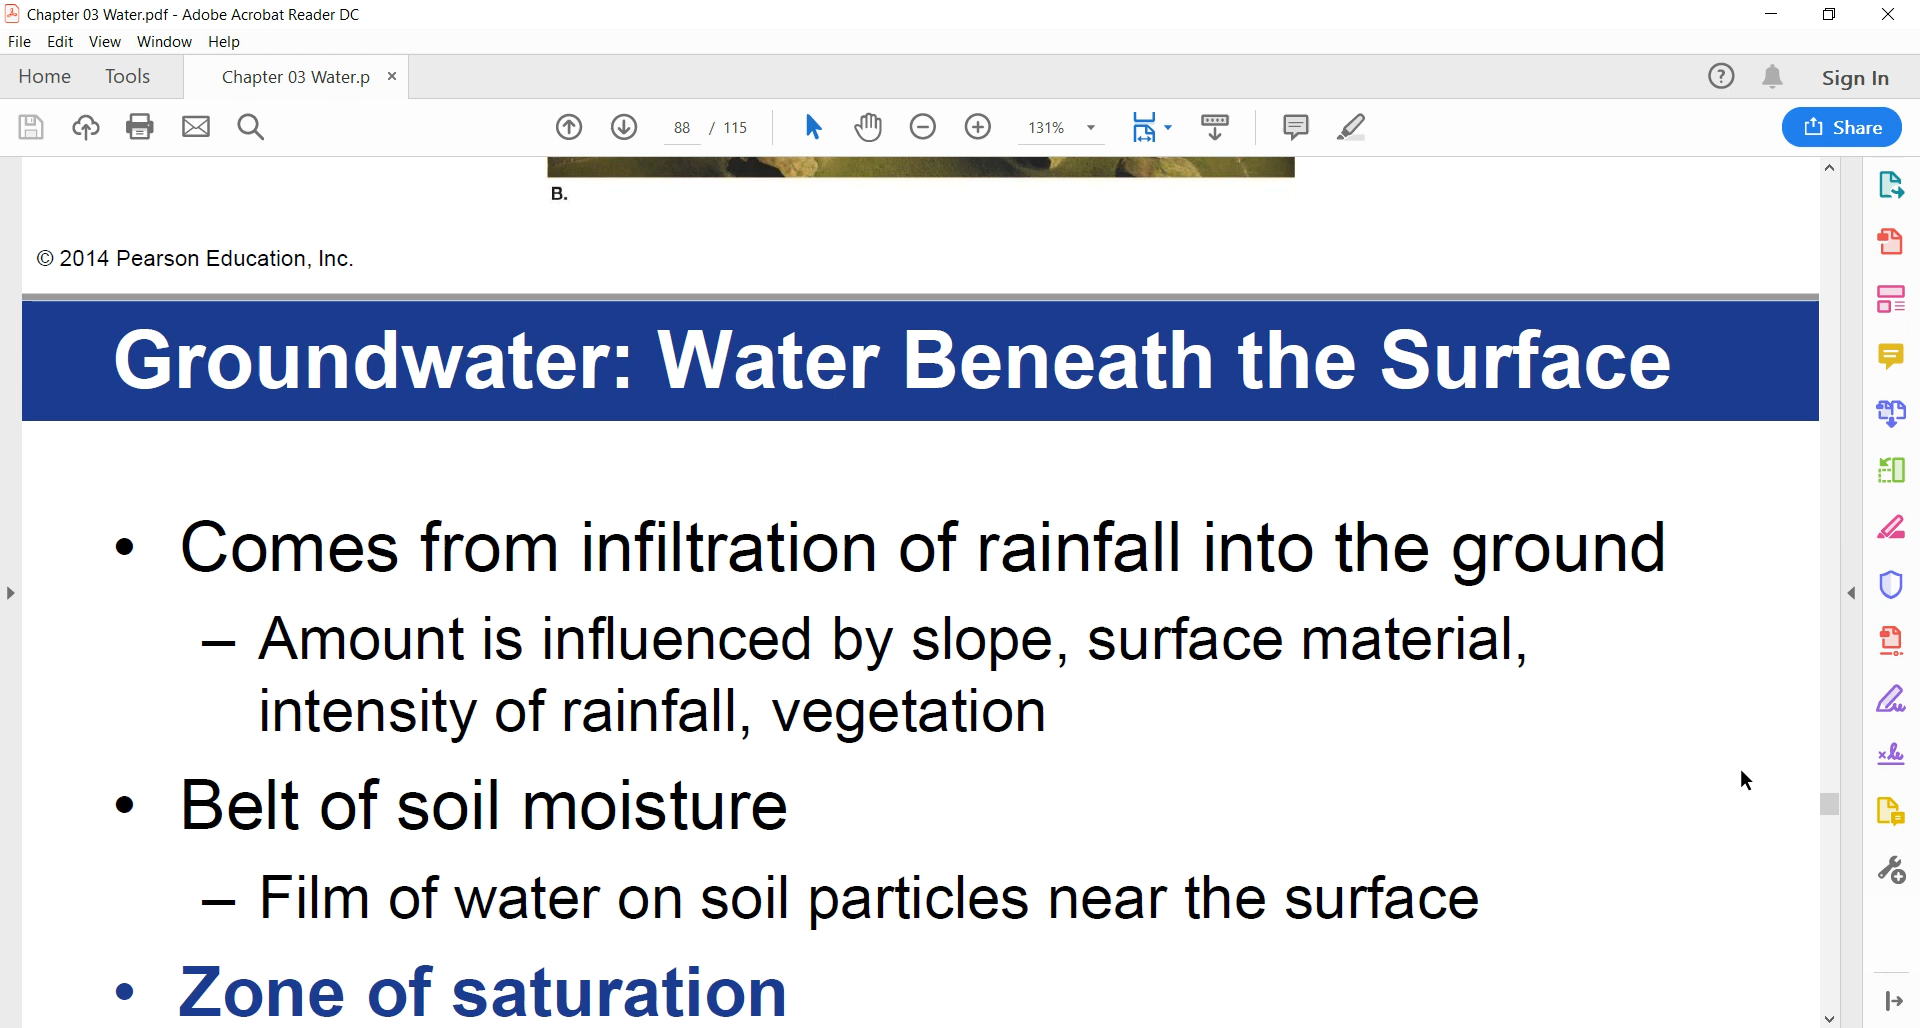 Chapter 03 Water.pdf - Adobe Acrobat Reader DC
File Edit View Window Help
Home Tools Chapter 03 Water.p × Sign In
88 / 115 131% Share
B.
© 2014 Pearson Education, Inc.
Groundwater: Water Beneath the Surface
• Comes from infiltration of rainfall into the ground
– Amount is influenced by slope, surface material,
intensity of rainfall, vegetation
• Belt of soil moisture
– Film of water on soil particles near the surface
• Zone of saturation